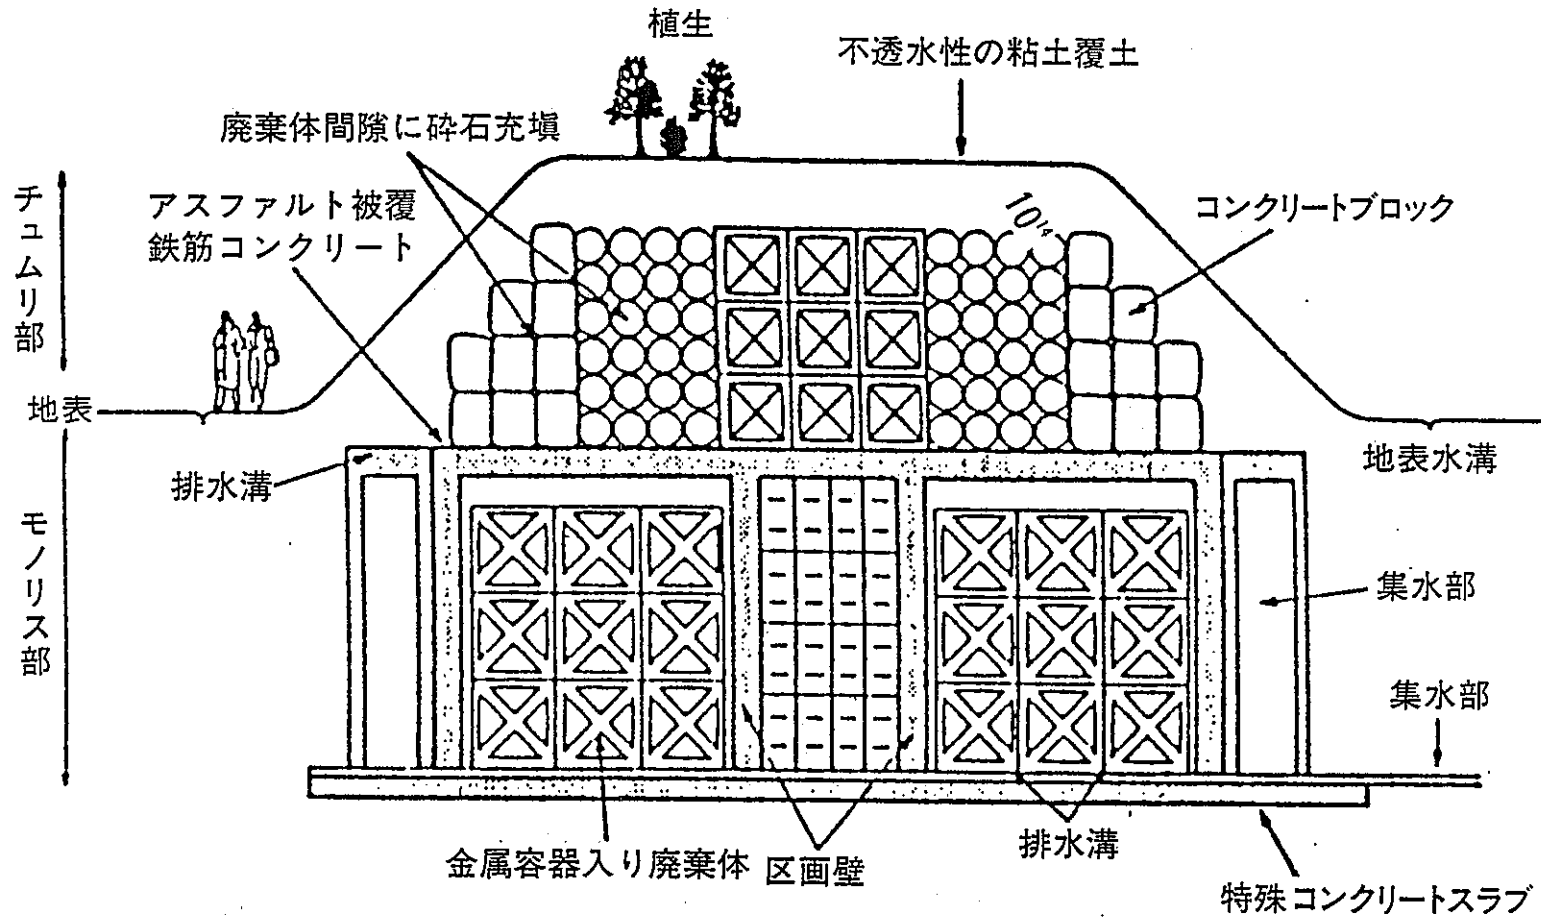 植生
不透水性の粘土覆土
廃棄体間隙に砕石充塡
チュムリ部
アスファルト被覆
鉄筋コンクリート
10 1/4
コンクリートブロック
地表
排水溝
地表水溝
モノリス部
集水部
集水部
金属容器入り廃棄体
区画壁
排水溝
特殊コンクリートスラブ